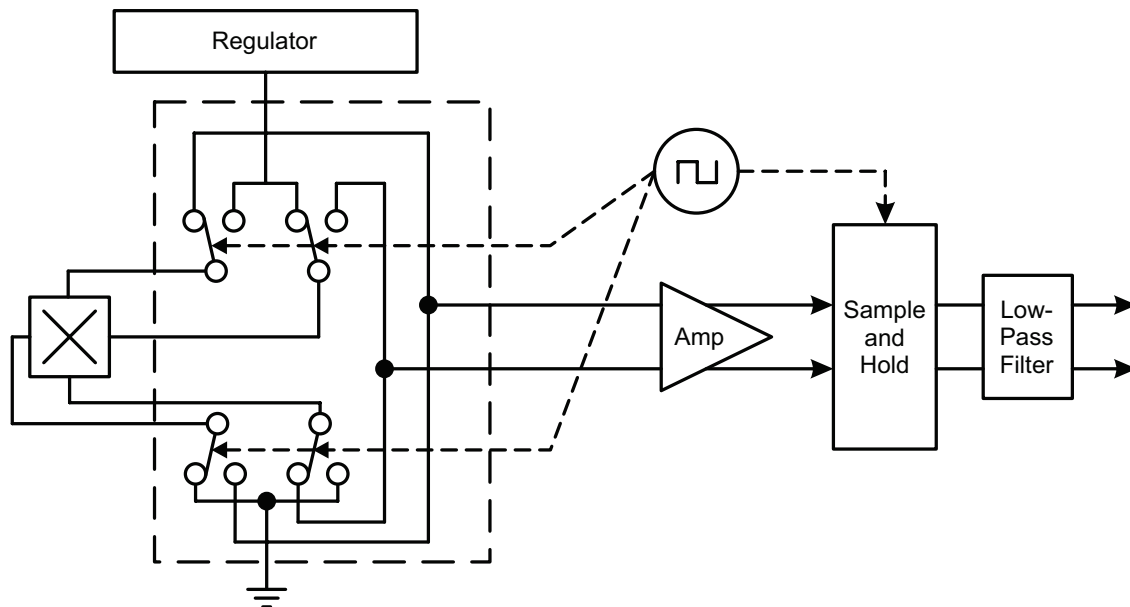 Regulator
Amp
Sample
and
Hold
Low-
Pass
Filter